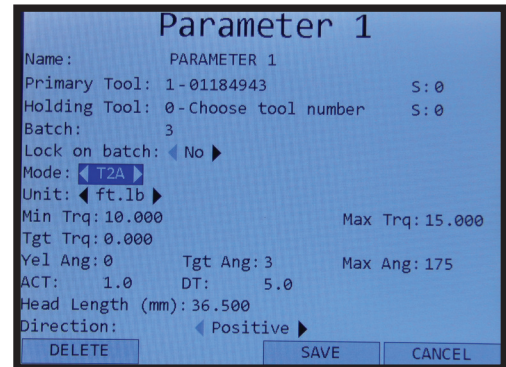 Parameter 1
Name: PARAMETER 1
Primary Tool: 1-01184943 S:0
Holding Tool: 0-Choose tool number S:0
Batch: 3
Lock on batch: No
Mode: T2A
Unit: ft.lb
Min Trq:10.000 Max Trq:15.000
Tgt Trq:0.000
Yel Ang:0 Tgt Ang:3 Max Ang:175
ACT: 1.0 DT: 5.0
Head Length (mm):36.500
Direction: Positive
DELETE SAVE CANCEL